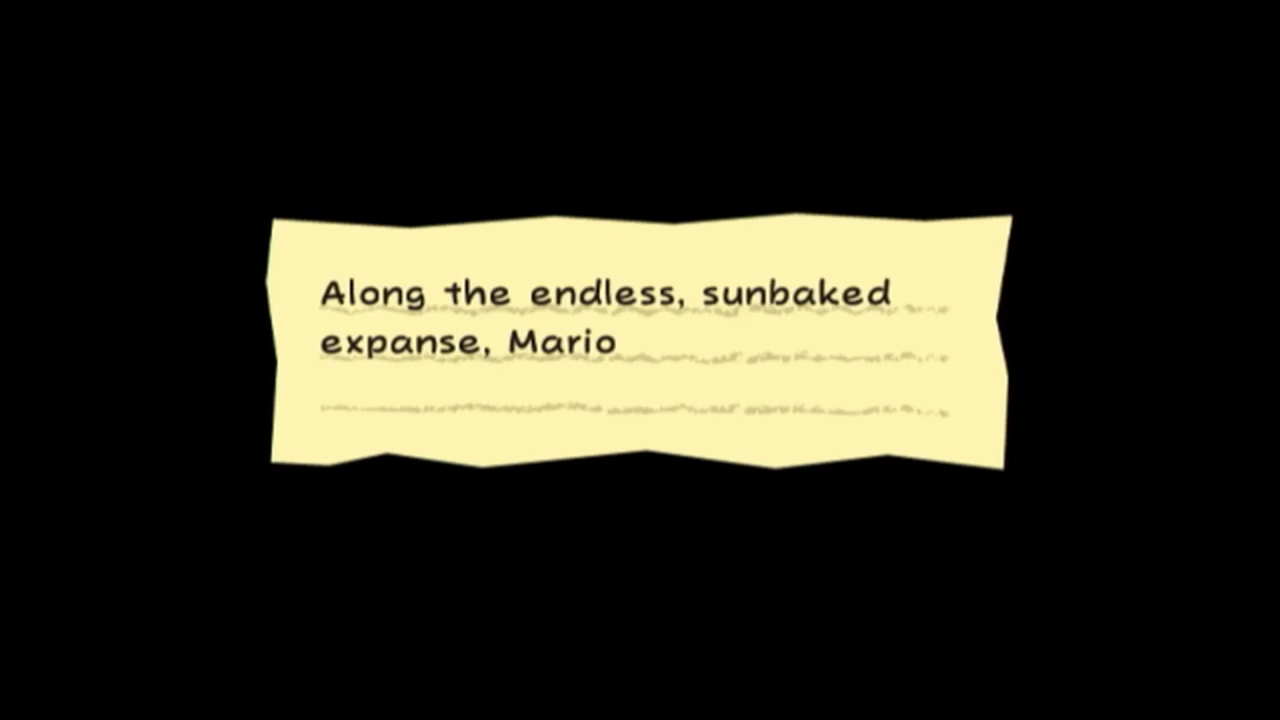 Along the endless, sunbaked
expanse, Mario